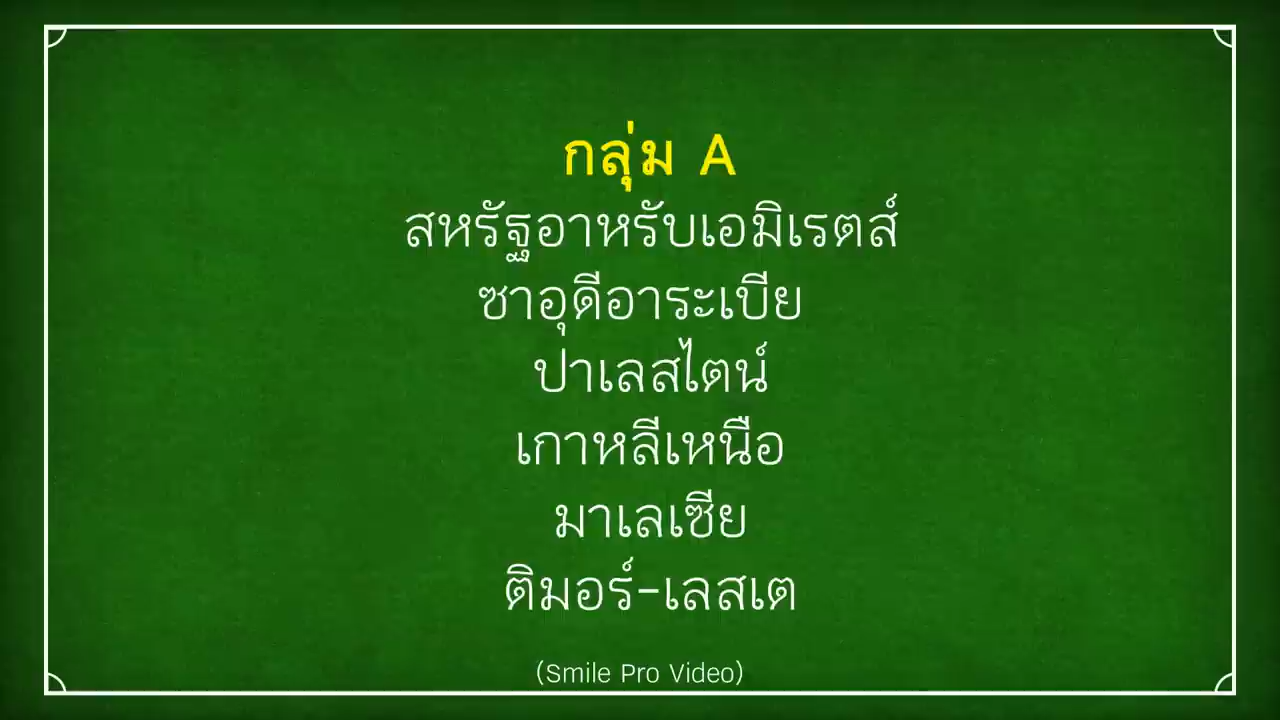 กลุ่ม A
สหรัฐอาหรับเอมิเรตส์
ซาอุดีอาระเบีย
ปาเลสไตน์
เกาหลีเหนือ
มาเลเซีย
ติมอร์-เลสเต
(Smile Pro Video)